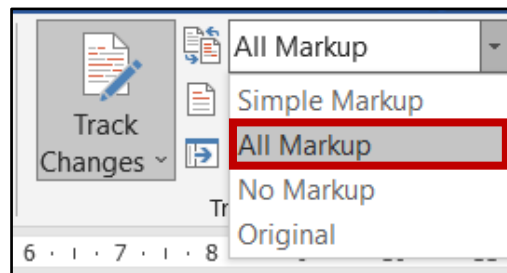 All Markup
Track
Changes
Simple Markup
All Markup
No Markup
Original
Tr
6 · ı · 7 · ı · 8